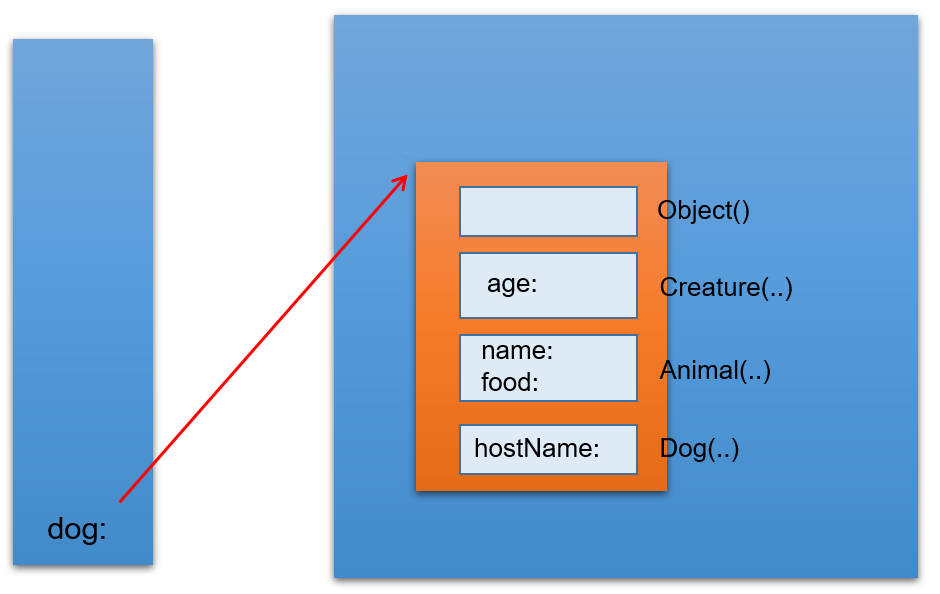 Object()
age:
Creature(..)
name:
food:
Animal(..)
hostName:
Dog(..)
dog: